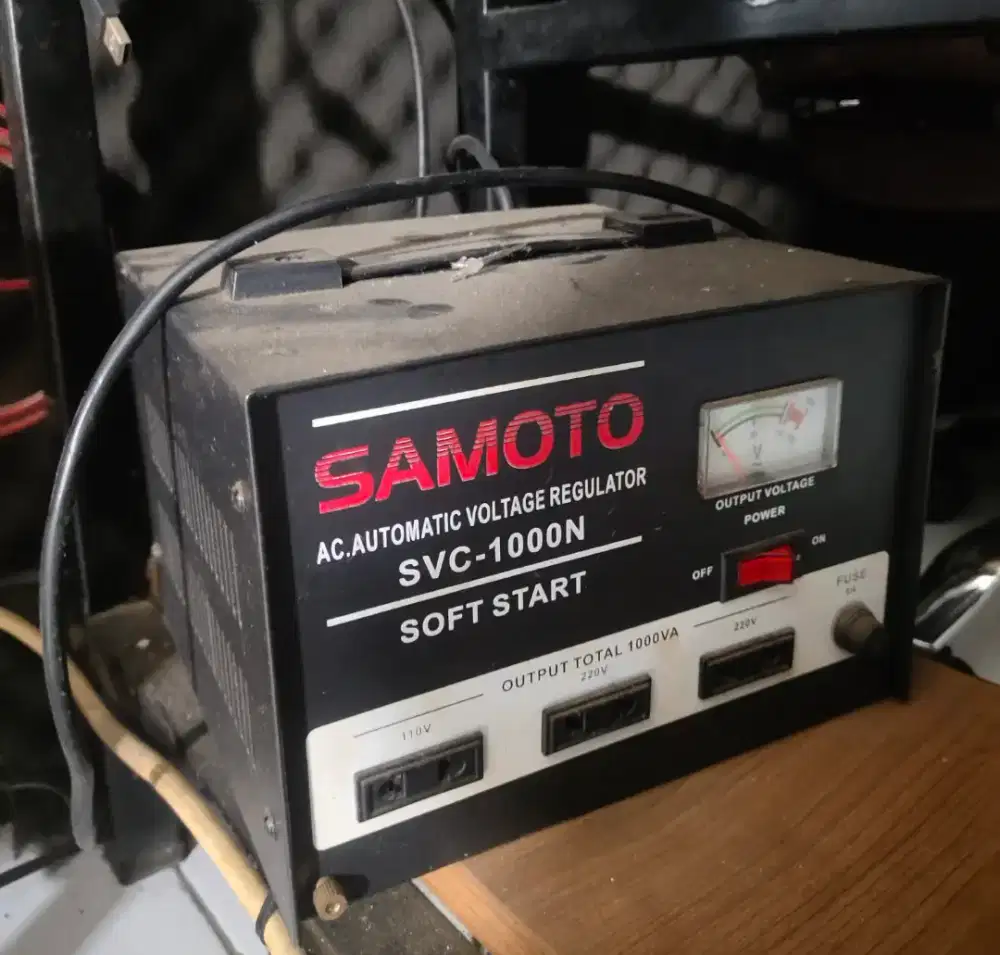 SAMOTO
AC.AUTOMATIC VOLTAGE REGULATOR
SVC-1000N
SOFT START
V
OUTPUT VOLTAGE
POWER
OFF
ON
FUSE
OUTPUT TOTAL 1000VA
110V
220V
220V